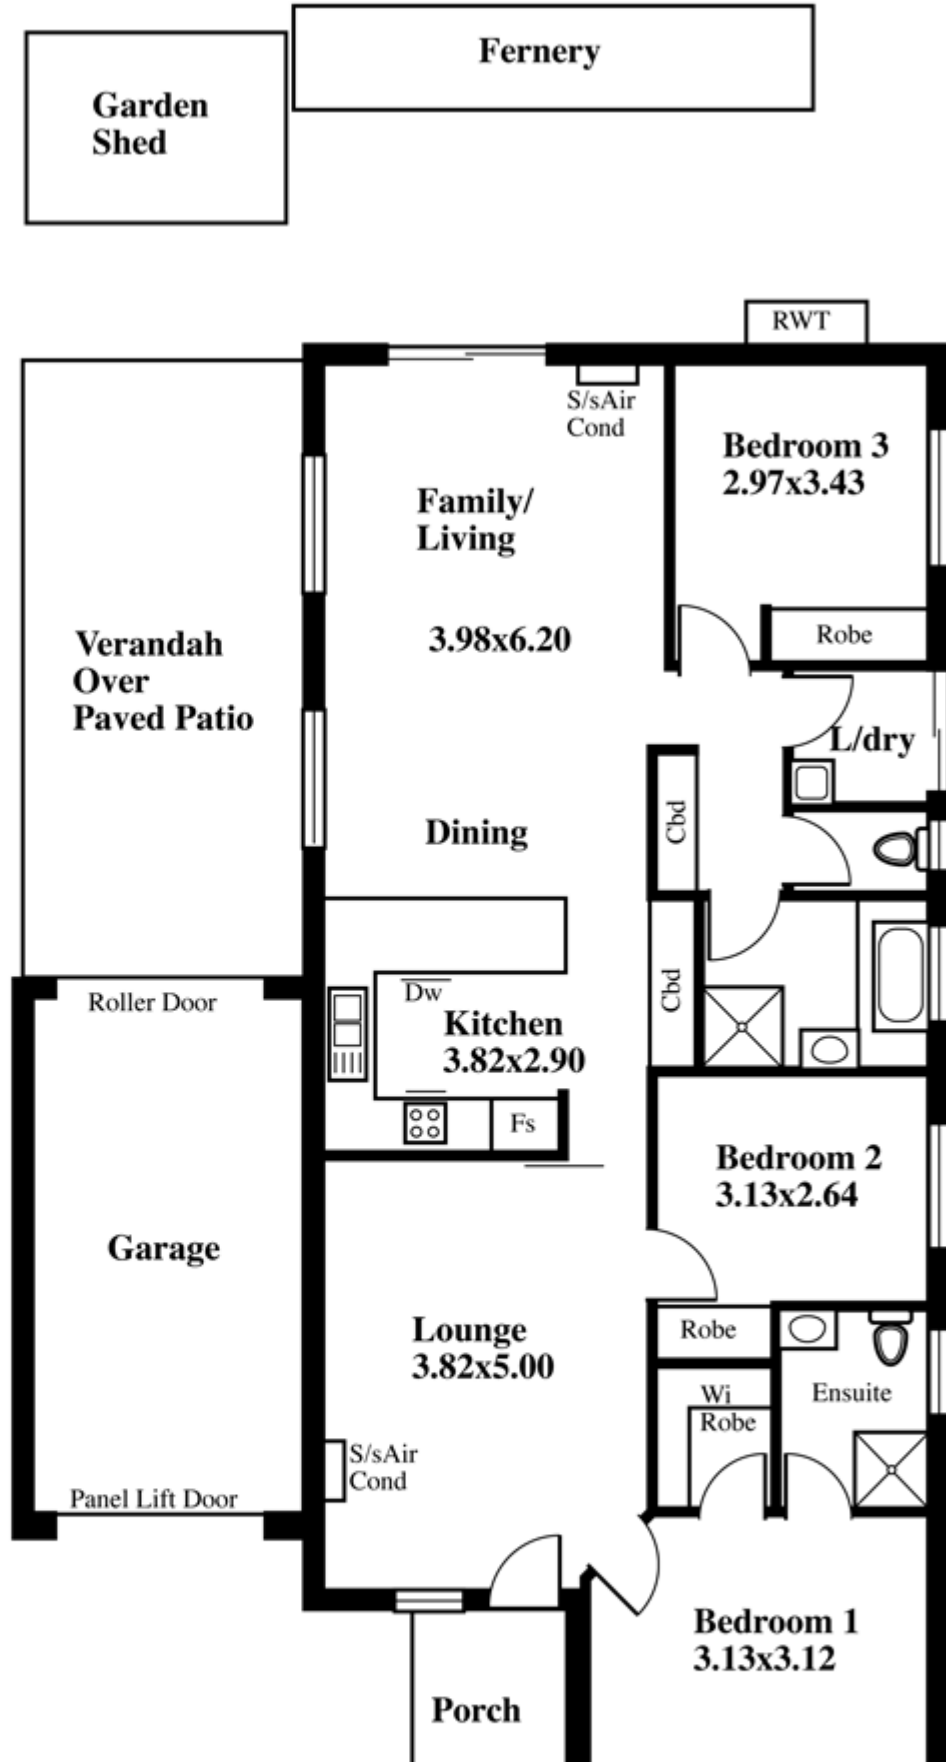 Fernery
Garden
Shed
RWT
S/sAir
Cond
Bedroom 3
2.97x3.43
Family/
Living
3.98x6.20
Robe
Verandah
Over
Paved Patio
L/dry
Cbd
Dining
Cbd
Dw
Roller Door
Kitchen
3.82x2.90
Fs
Bedroom 2
3.13x2.64
Garage
Lounge
3.82x5.00
Robe
Wi
Robe
Ensuite
S/sAir
Cond
Panel Lift Door
Bedroom 1
3.13x3.12
Porch